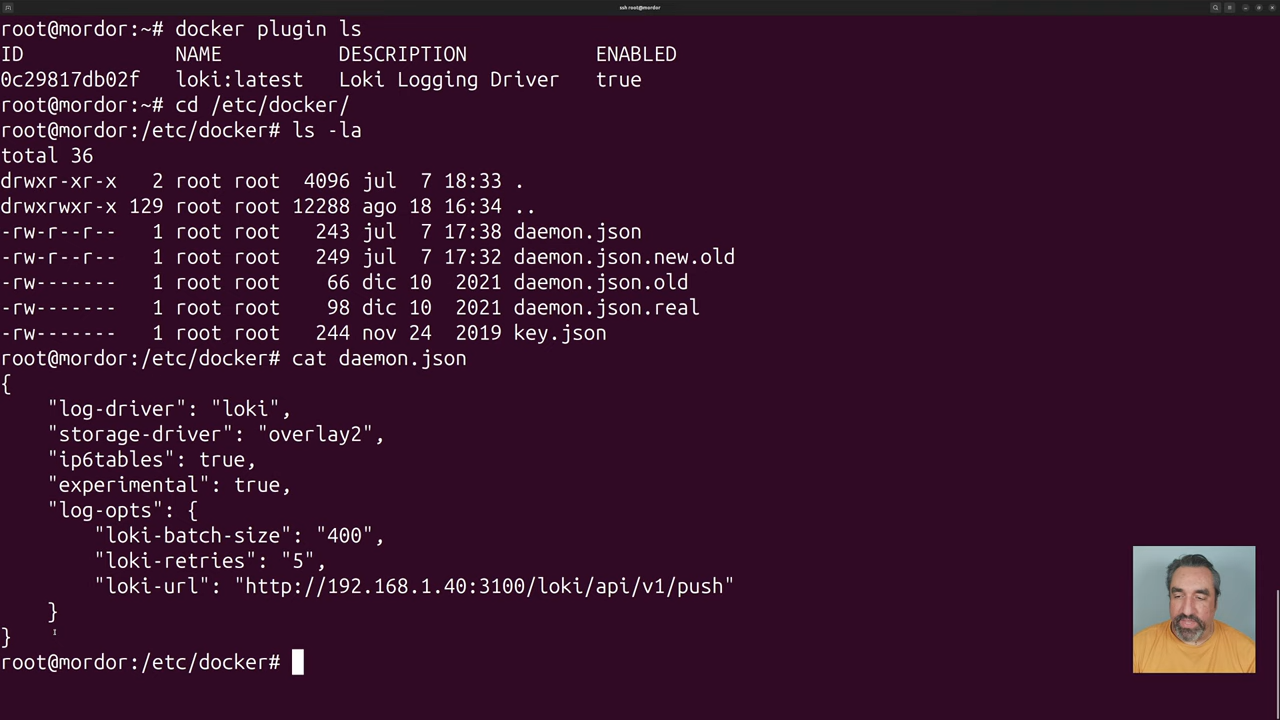 ssh root@mordor
root@mordor:~# docker plugin ls
ID NAME DESCRIPTION ENABLED
0c29817db02f loki:latest Loki Logging Driver true
root@mordor:~# cd /etc/docker/
root@mordor:/etc/docker# ls -la
total 36
drwxr-xr-x 2 root root 4096 jul 7 18:33 .
drwxrwxr-x 129 root root 12288 ago 18 16:34 ..
-rw-r--r-- 1 root root 243 jul 7 17:38 daemon.json
-rw-r--r-- 1 root root 249 jul 7 17:32 daemon.json.new.old
-rw------- 1 root root 66 dic 10 2021 daemon.json.old
-rw------- 1 root root 98 dic 10 2021 daemon.json.real
-rw------- 1 root root 244 nov 24 2019 key.json
root@mordor:/etc/docker# cat daemon.json
{
    "log-driver": "loki",
    "storage-driver": "overlay2",
    "ip6tables": true,
    "experimental": true,
    "log-opts": {
        "loki-batch-size": "400",
        "loki-retries": "5",
        "loki-url": "http://192.168.1.40:3100/loki/api/v1/push"
    }
}
root@mordor:/etc/docker#